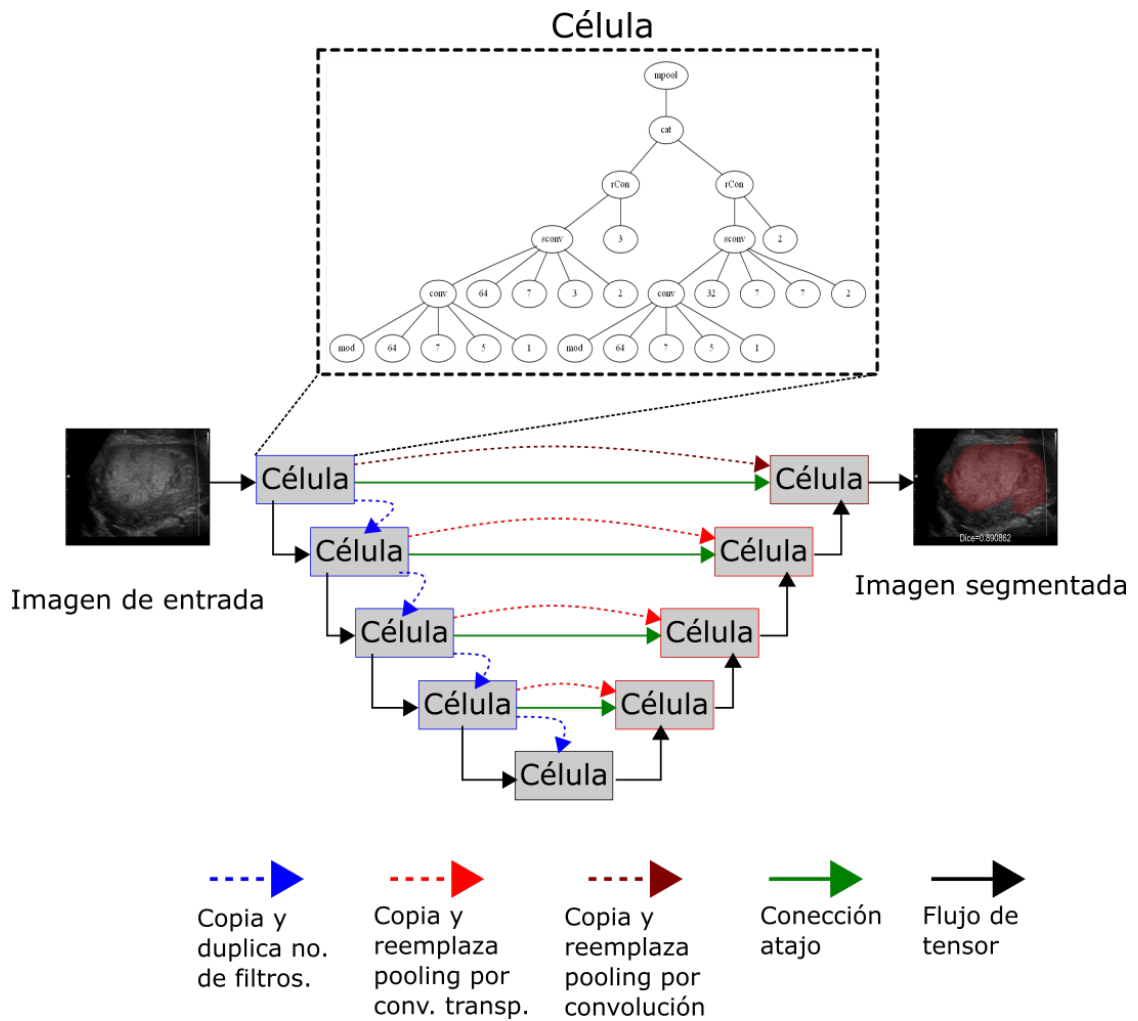 Célula
mpool
cat
rCon rCon
sconv 3 sconv 2
conv 64 7 3 2 conv 32 7 7 2
mod 64 7 5 1 mod 64 7 5 1
Célula Célula
Célula Célula
Dice=0.890862
Imagen de entrada
Imagen segmentada
Célula Célula
Célula Célula
Célula
Copia y
duplica no.
de filtros.
Copia y
reemplaza
pooling por
conv. transp.
Copia y
reemplaza
pooling por
convolución
Conección
atajo
Flujo de
tensor